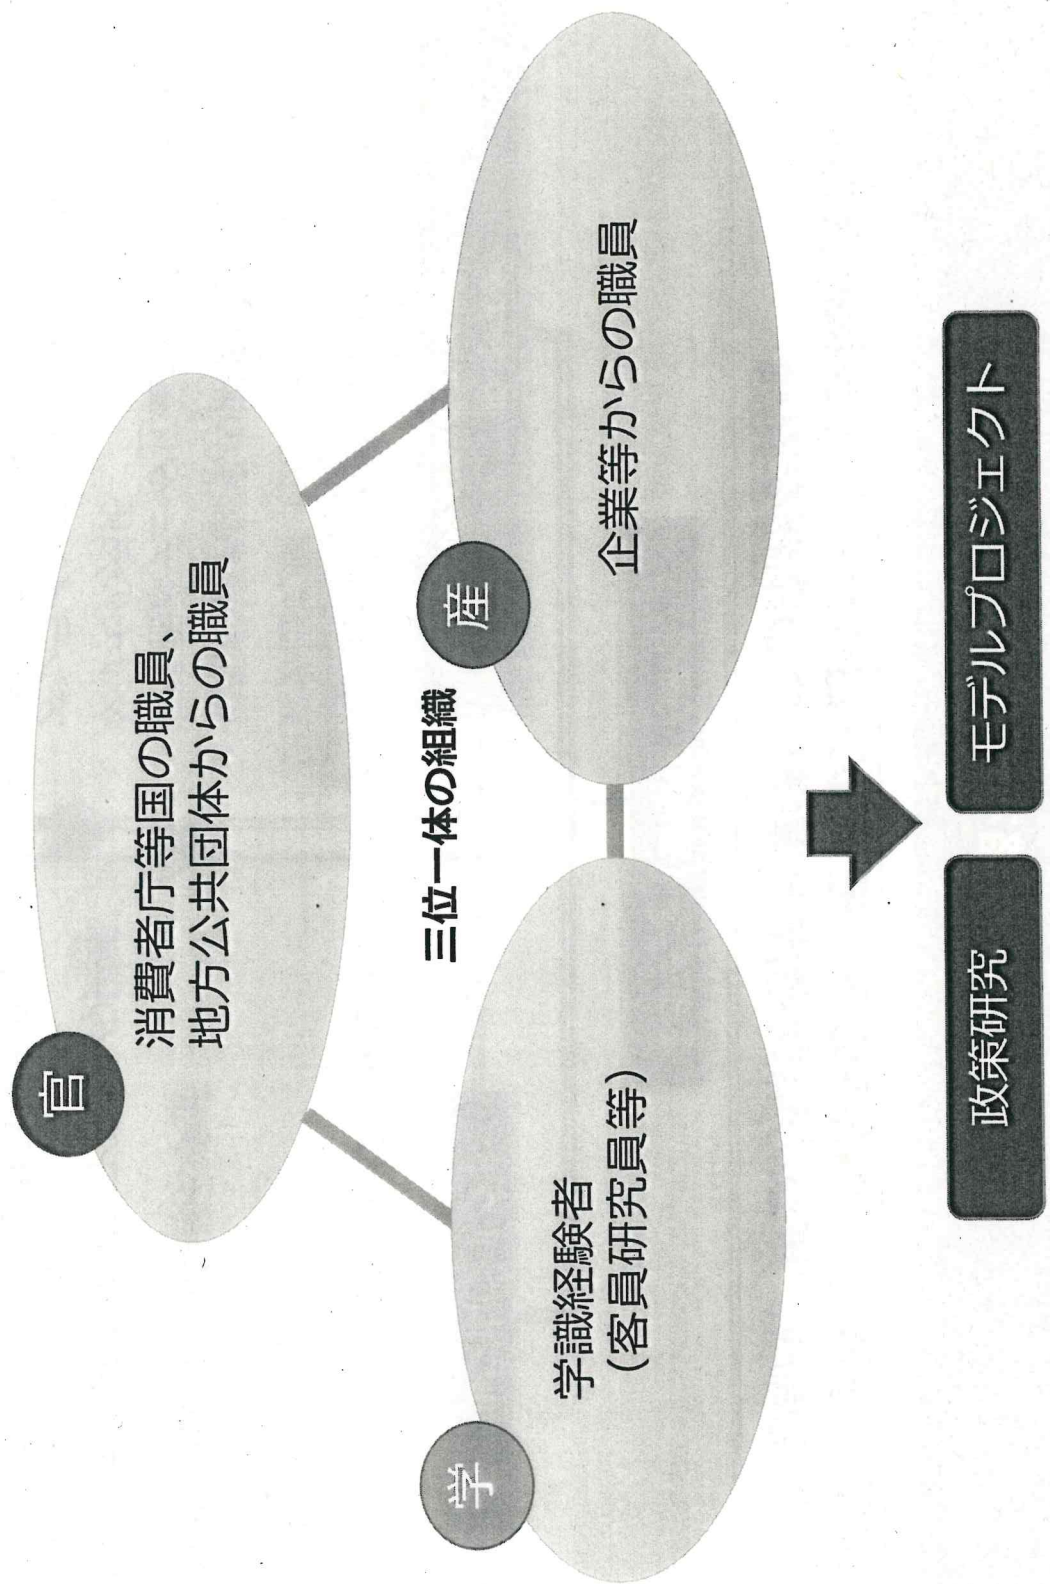 官
消費者庁等国の職員、
地方公共団体からの職員
三位一体の組織
学
学識経験者
（客員研究員等）
産
企業等からの職員
政策研究
モデルプロジェクト